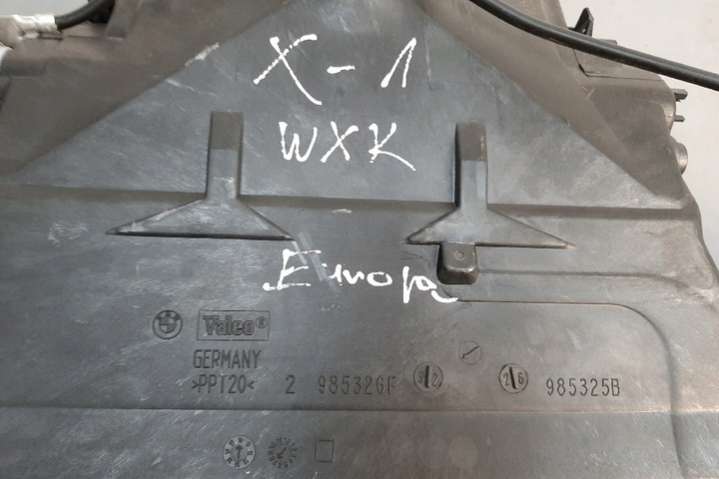 X-1
WXK
Europa
Valeo®
GERMANY
>PPT20< 2 985326F 985325B